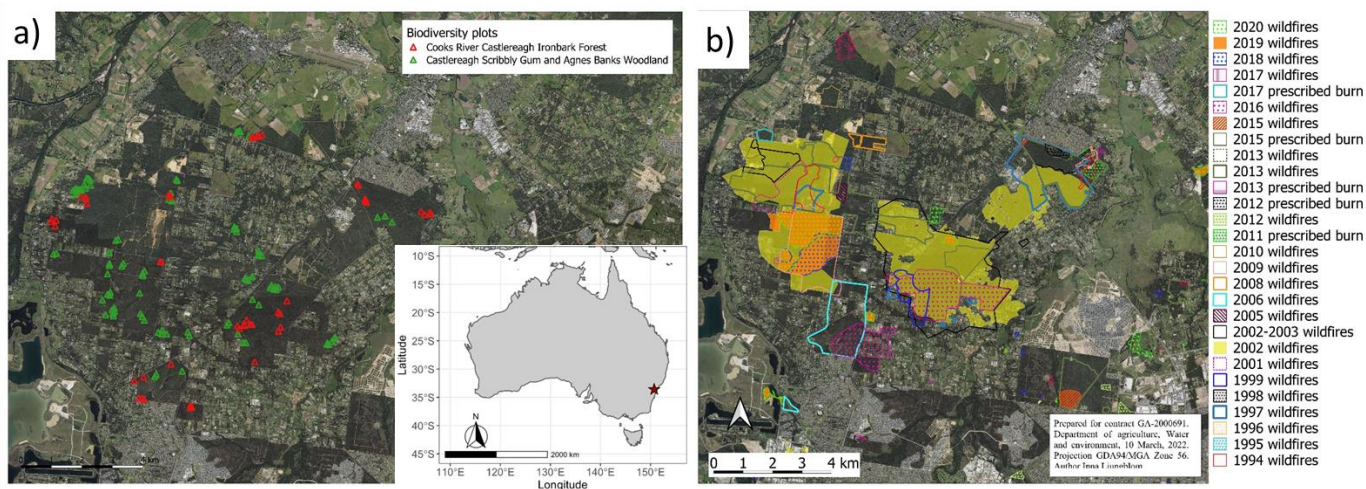 a)
Biodiversity plots
Cooks River Castlereagh Ironbark Forest
Castlereagh Scribbly Gum and Agnes Banks Woodland
10°S
15°S
20°S
25°S
30°S
35°S
40°S
45°S
Latitude
N
0
2000 km
110°E 120°E 130°E 140°E 150°E
Longitude
b)
0 1 2 3 4 km
Prepared for contract GA-2000691.
Department of agriculture, Water
and environment, 10 March, 2022.
Projection GDA94/MGA Zone 56.
Author Inna
2020 wildfires
2019 wildfires
2018 wildfires
2017 wildfires
2017 prescribed burn
2016 wildfires
2015 wildfires
2015 prescribed burn
2013 wildfires
2013 wildfires
2013 prescribed burn
2012 prescribed burn
2012 wildfires
2011 prescribed burn
2010 wildfires
2009 wildfires
2008 wildfires
2006 wildfires
2005 wildfires
2002-2003 wildfires
2002 wildfires
2001 wildfires
1999 wildfires
1998 wildfires
1997 wildfires
1996 wildfires
1995 wildfires
1994 wildfires